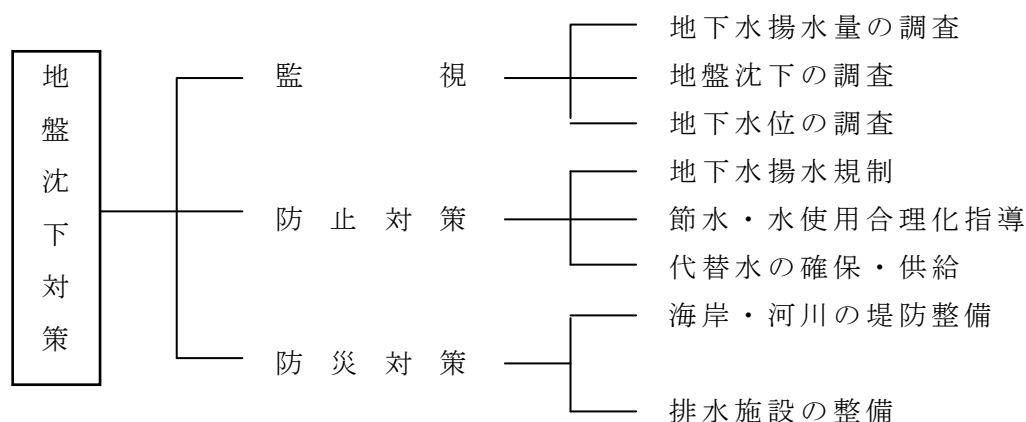 地盤沈下対策
監視
地下水揚水量の調査
地盤沈下の調査
地下水位の調査
防止対策
地下水揚水規制
節水・水使用合理化指導
代替水の確保・供給
防災対策
海岸・河川の堤防整備
排水施設の整備